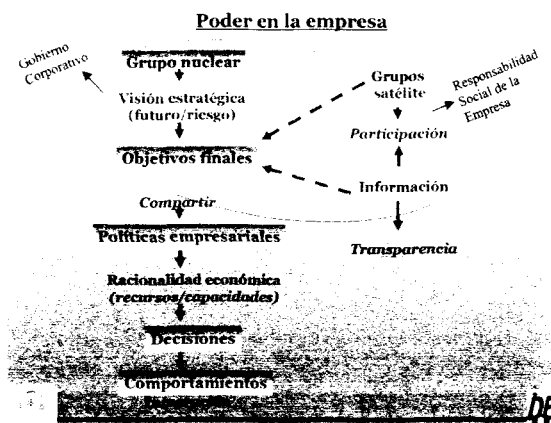 Poder en la empresa
Gobierno
Corporativo
Grupo nuclear
Visión estratégica
(futuro/riesgo)
Objetivos finales
Compartir
Políticas empresariales
Racionalidad económica
(recursos/capacidades)
Decisiones
Comportamientos
Grupos
satélite
Participación
Información
Transparencia
Responsabilidad
Social de la
Empresa
DE